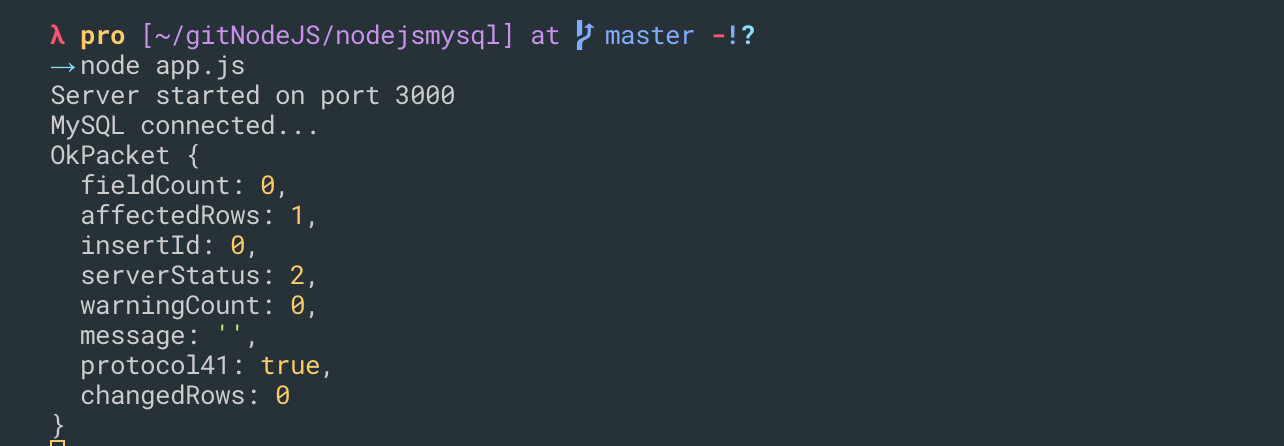 λ pro [~/gitNodeJS/nodejsmysql] at master -!?
→node app.js
Server started on port 3000
MySQL connected...
OkPacket {
  fieldCount: 0,
  affectedRows: 1,
  insertId: 0,
  serverStatus: 2,
  warningCount: 0,
  message: '',
  protocol41: true,
  changedRows: 0
}